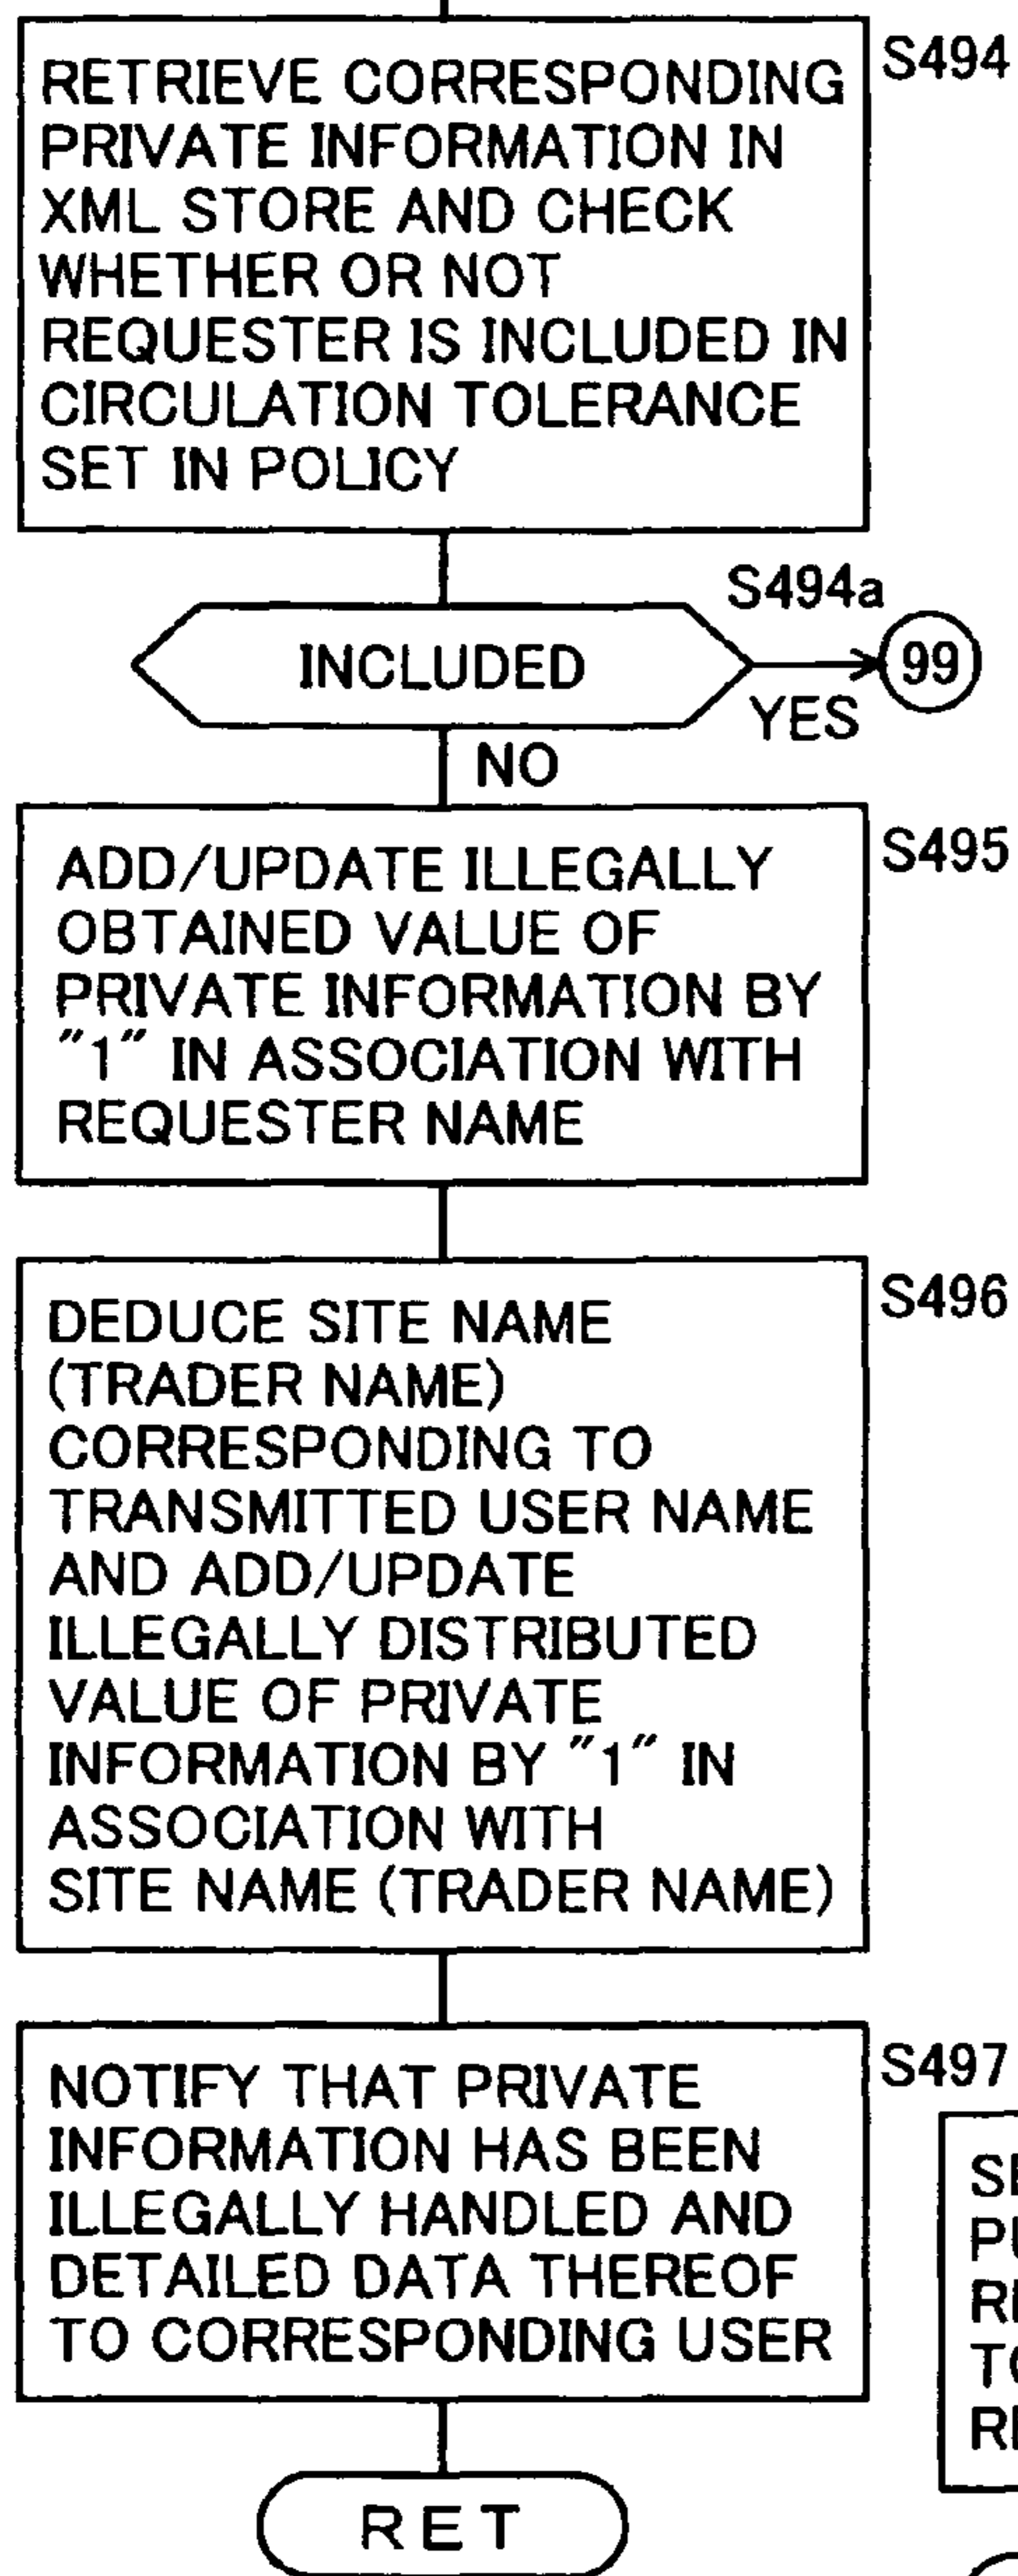 S494
RETRIEVE CORRESPONDING
PRIVATE INFORMATION IN
XML STORE AND CHECK
WHETHER OR NOT
REQUESTER IS INCLUDED IN
CIRCULATION TOLERANCE
SET IN POLICY
S494a
INCLUDED
99
YES
NO
S495
ADD/UPDATE ILLEGALLY
OBTAINED VALUE OF
PRIVATE INFORMATION BY
"1" IN ASSOCIATION WITH
REQUESTER NAME
S496
DEDUCE SITE NAME
(TRADER NAME)
CORRESPONDING TO
TRANSMITTED USER NAME
AND ADD/UPDATE
ILLEGALLY DISTRIBUTED
VALUE OF PRIVATE
INFORMATION BY "1" IN
ASSOCIATION WITH
SITE NAME (TRADER NAME)
S497
NOTIFY THAT PRIVATE
INFORMATION HAS BEEN
ILLEGALLY HANDLED AND
DETAILED DATA THEREOF
TO CORRESPONDING USER
RET